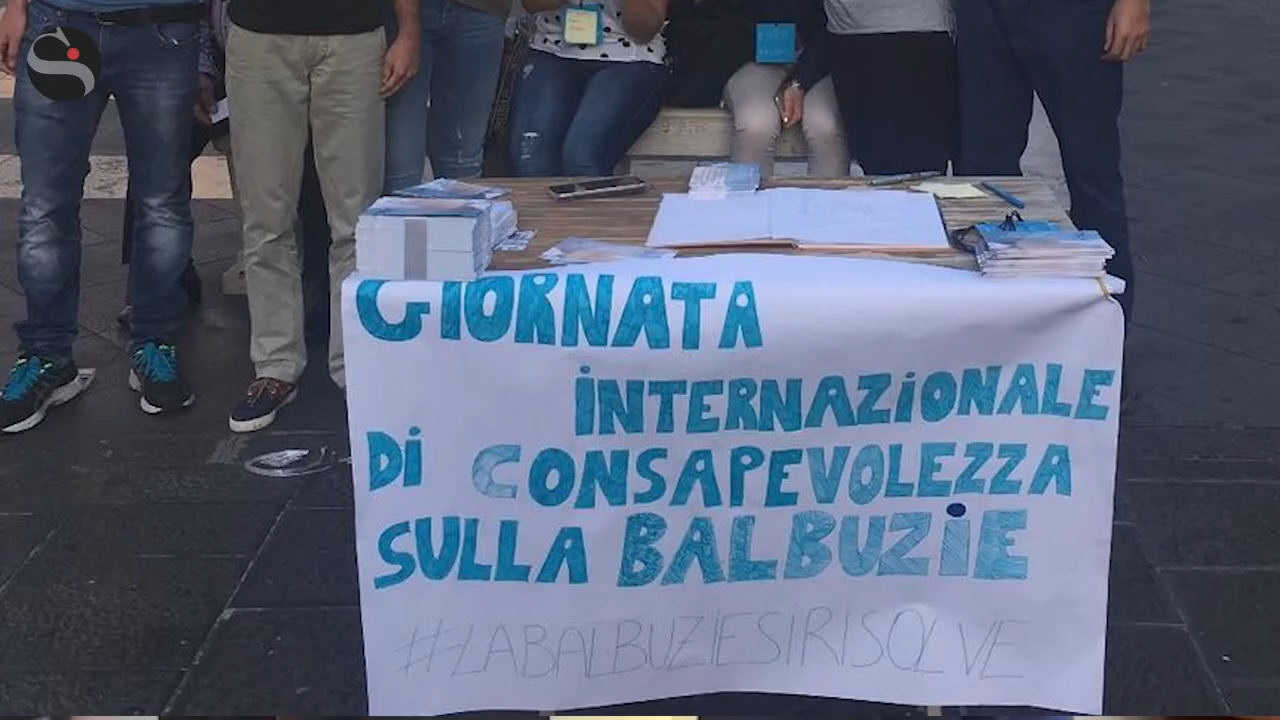 GIORNATA
INTERNAZIONALE
DI CONSAPEVOLEZZA
SULLA BALBUZIE
#LABALBUZIESIRISOLVE